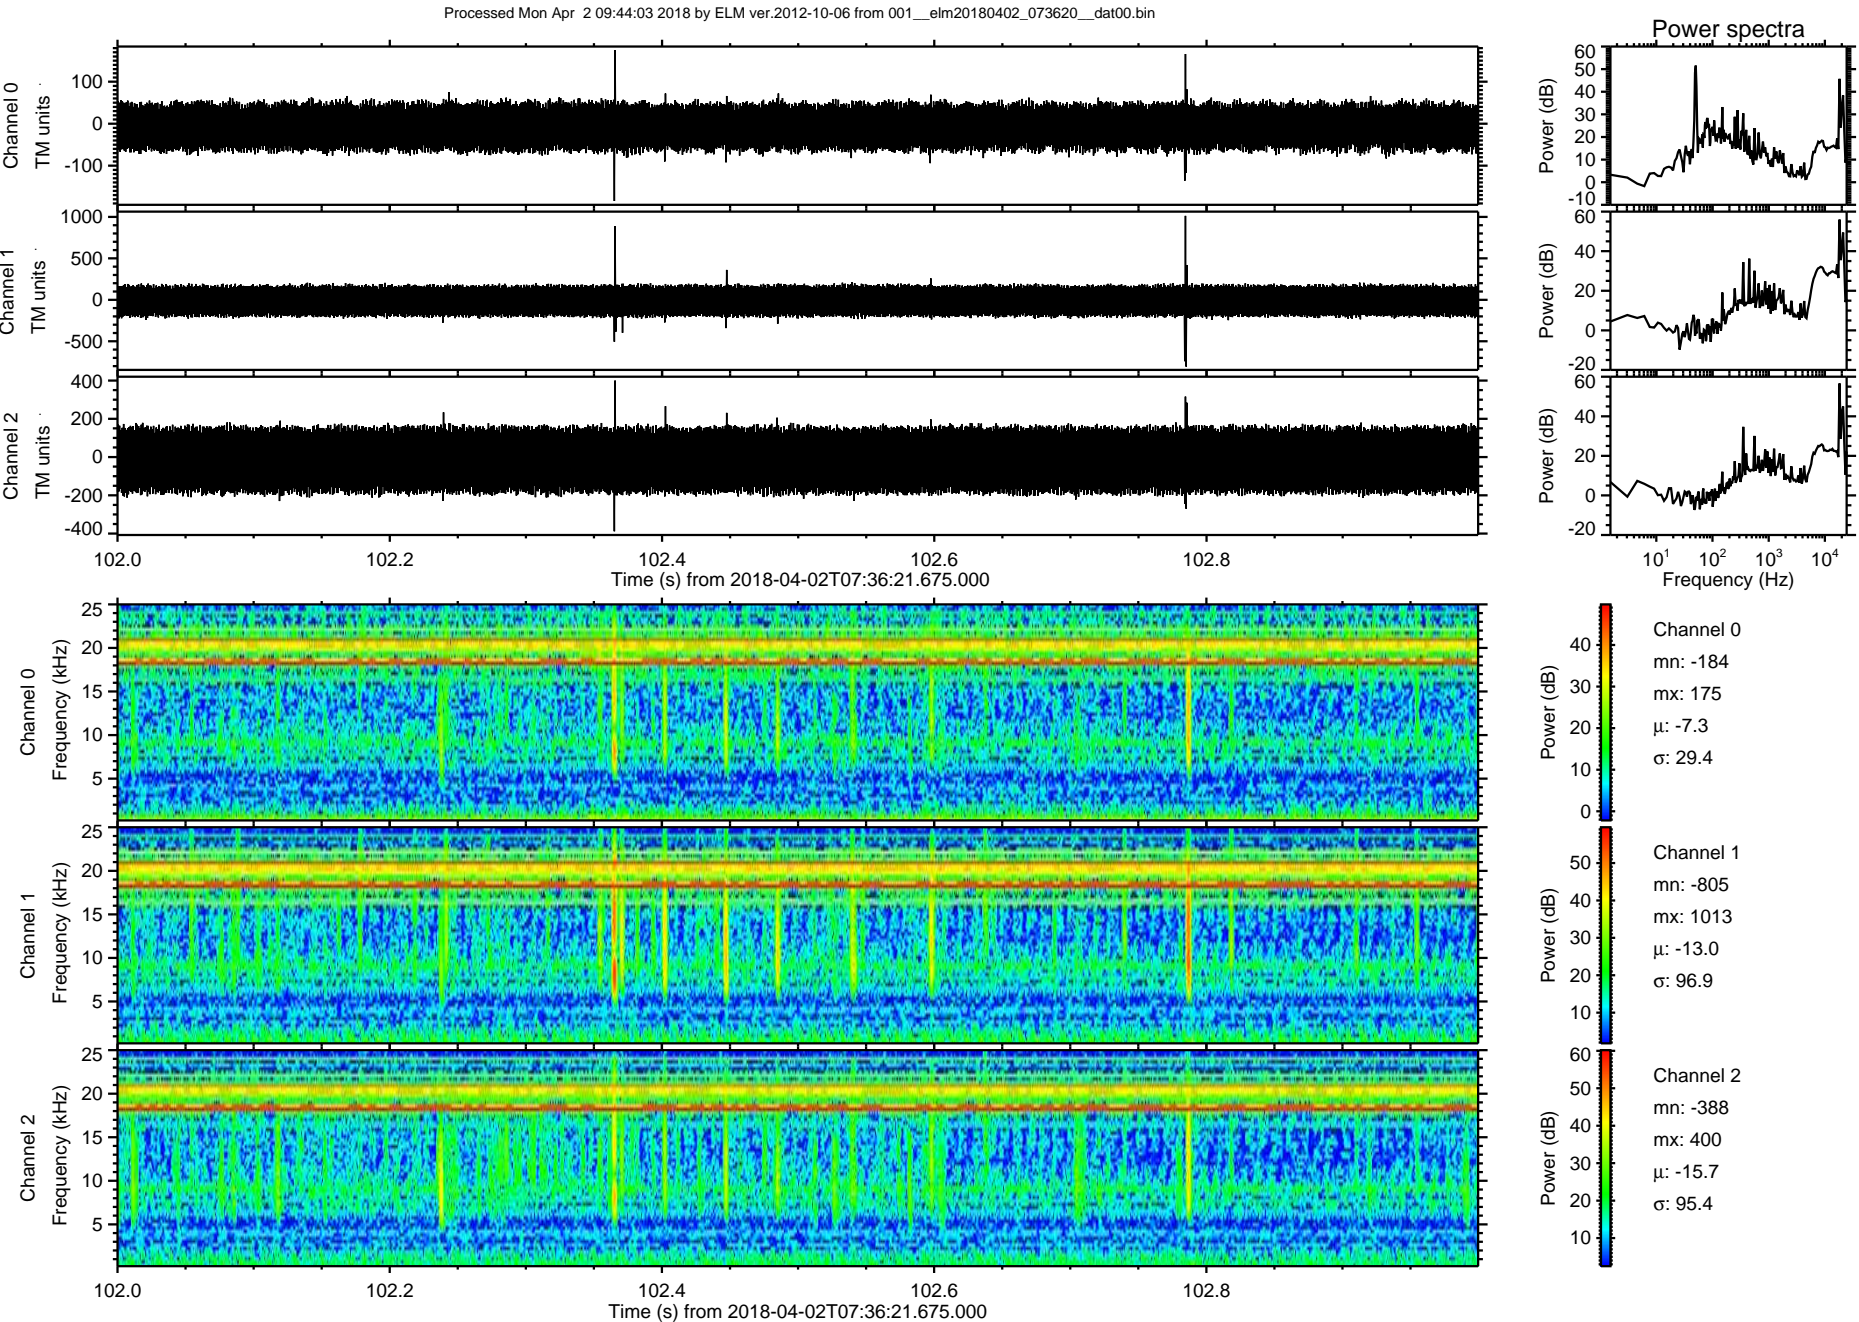 Processed Mon Apr  2 09:44:03 2018 by ELM ver.2012-10-06 from 001__elm20180402_073620__dat00.bin
Power spectra
Channel 0
TM units
100
0
-100
Power (dB)
60
50
40
30
20
10
0
-10
Channel 1
TM units
1000
500
0
-500
Power (dB)
60
40
20
0
-20
Channel 2
TM units
400
200
0
-200
-400
Power (dB)
60
40
20
0
-20
102.0 102.2 102.4 102.6 102.8
Time (s) from 2018-04-02T07:36:21.675.000
10^1 10^2 10^3 10^4
Frequency (Hz)
Channel 0
Frequency (kHz)
25
20
15
10
5
Power (dB)
40
30
20
10
0
Channel 0
mn: -184
mx: 175
μ: -7.3
σ: 29.4
Channel 1
Frequency (kHz)
25
20
15
10
5
Power (dB)
50
40
30
20
10
Channel 1
mn: -805
mx: 1013
μ: -13.0
σ: 96.9
Channel 2
Frequency (kHz)
25
20
15
10
5
Power (dB)
60
50
40
30
20
10
Channel 2
mn: -388
mx: 400
μ: -15.7
σ: 95.4
102.0 102.2 102.4 102.6 102.8
Time (s) from 2018-04-02T07:36:21.675.000